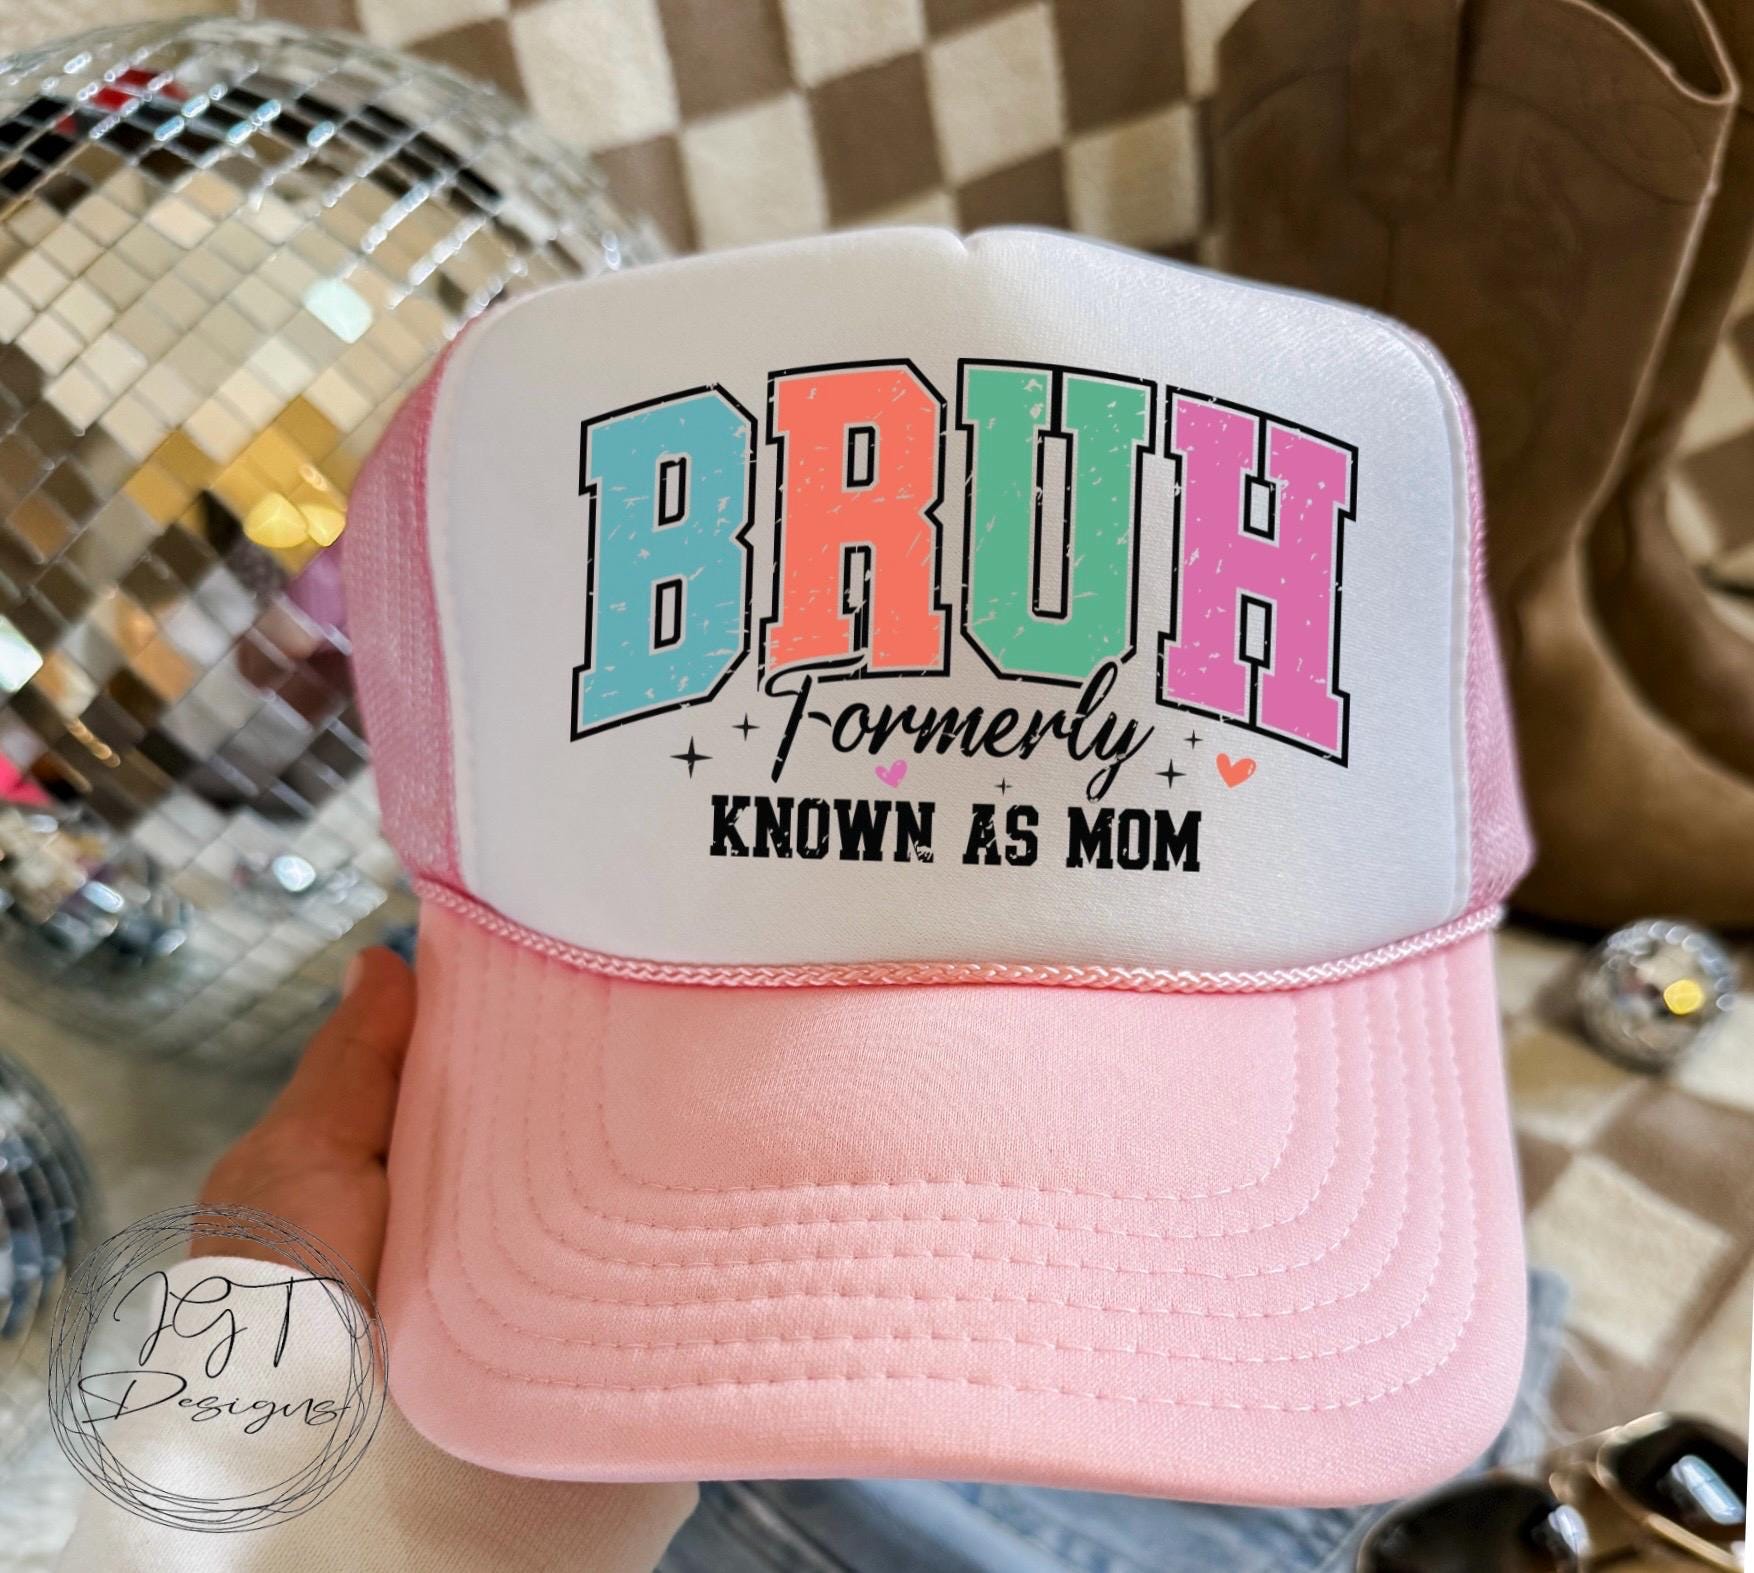 BRUH
Formerly
KNOWN AS MOM
JGT
Designs